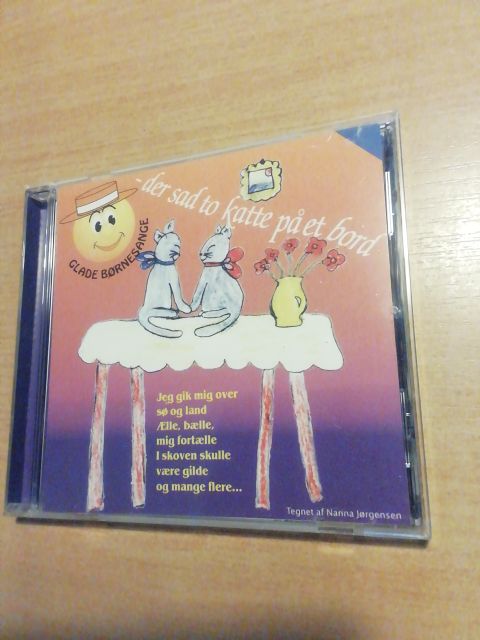 - der sad to katte på et bord
GLADE BØRNESANGE
Jeg gik mig over
sø og land
Ælle, bælle,
mig fortælle
I skoven skulle
være gilde
og mange flere...
Tegnet af Nanna Jørgensen